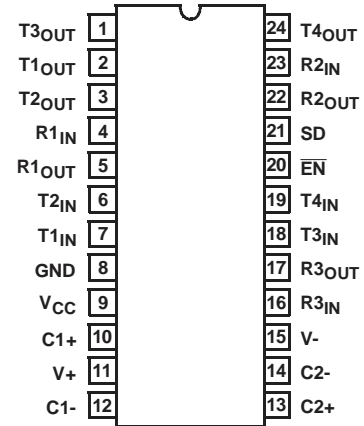 T3OUT 1 24 T4OUT
T1OUT 2 23 R2IN
T2OUT 3 22 R2OUT
R1IN 4 21 SD
R1OUT 5 20 E̅N̅
T2IN 6 19 T4IN
T1IN 7 18 T3IN
GND 8 17 R3OUT
VCC 9 16 R3IN
C1+ 10 15 V-
V+ 11 14 C2-
C1- 12 13 C2+